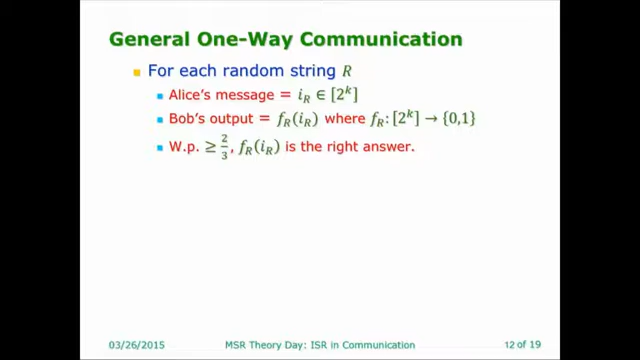 General One-Way Communication
For each random string R
Alice's message = i_R ∈ [2^k]
Bob's output = f_R(i_R) where f_R: [2^k] → {0,1}
W.p. ≥ 2/3, f_R(i_R) is the right answer.
03/26/2015 MSR Theory Day: ISR in Communication 12 of 19